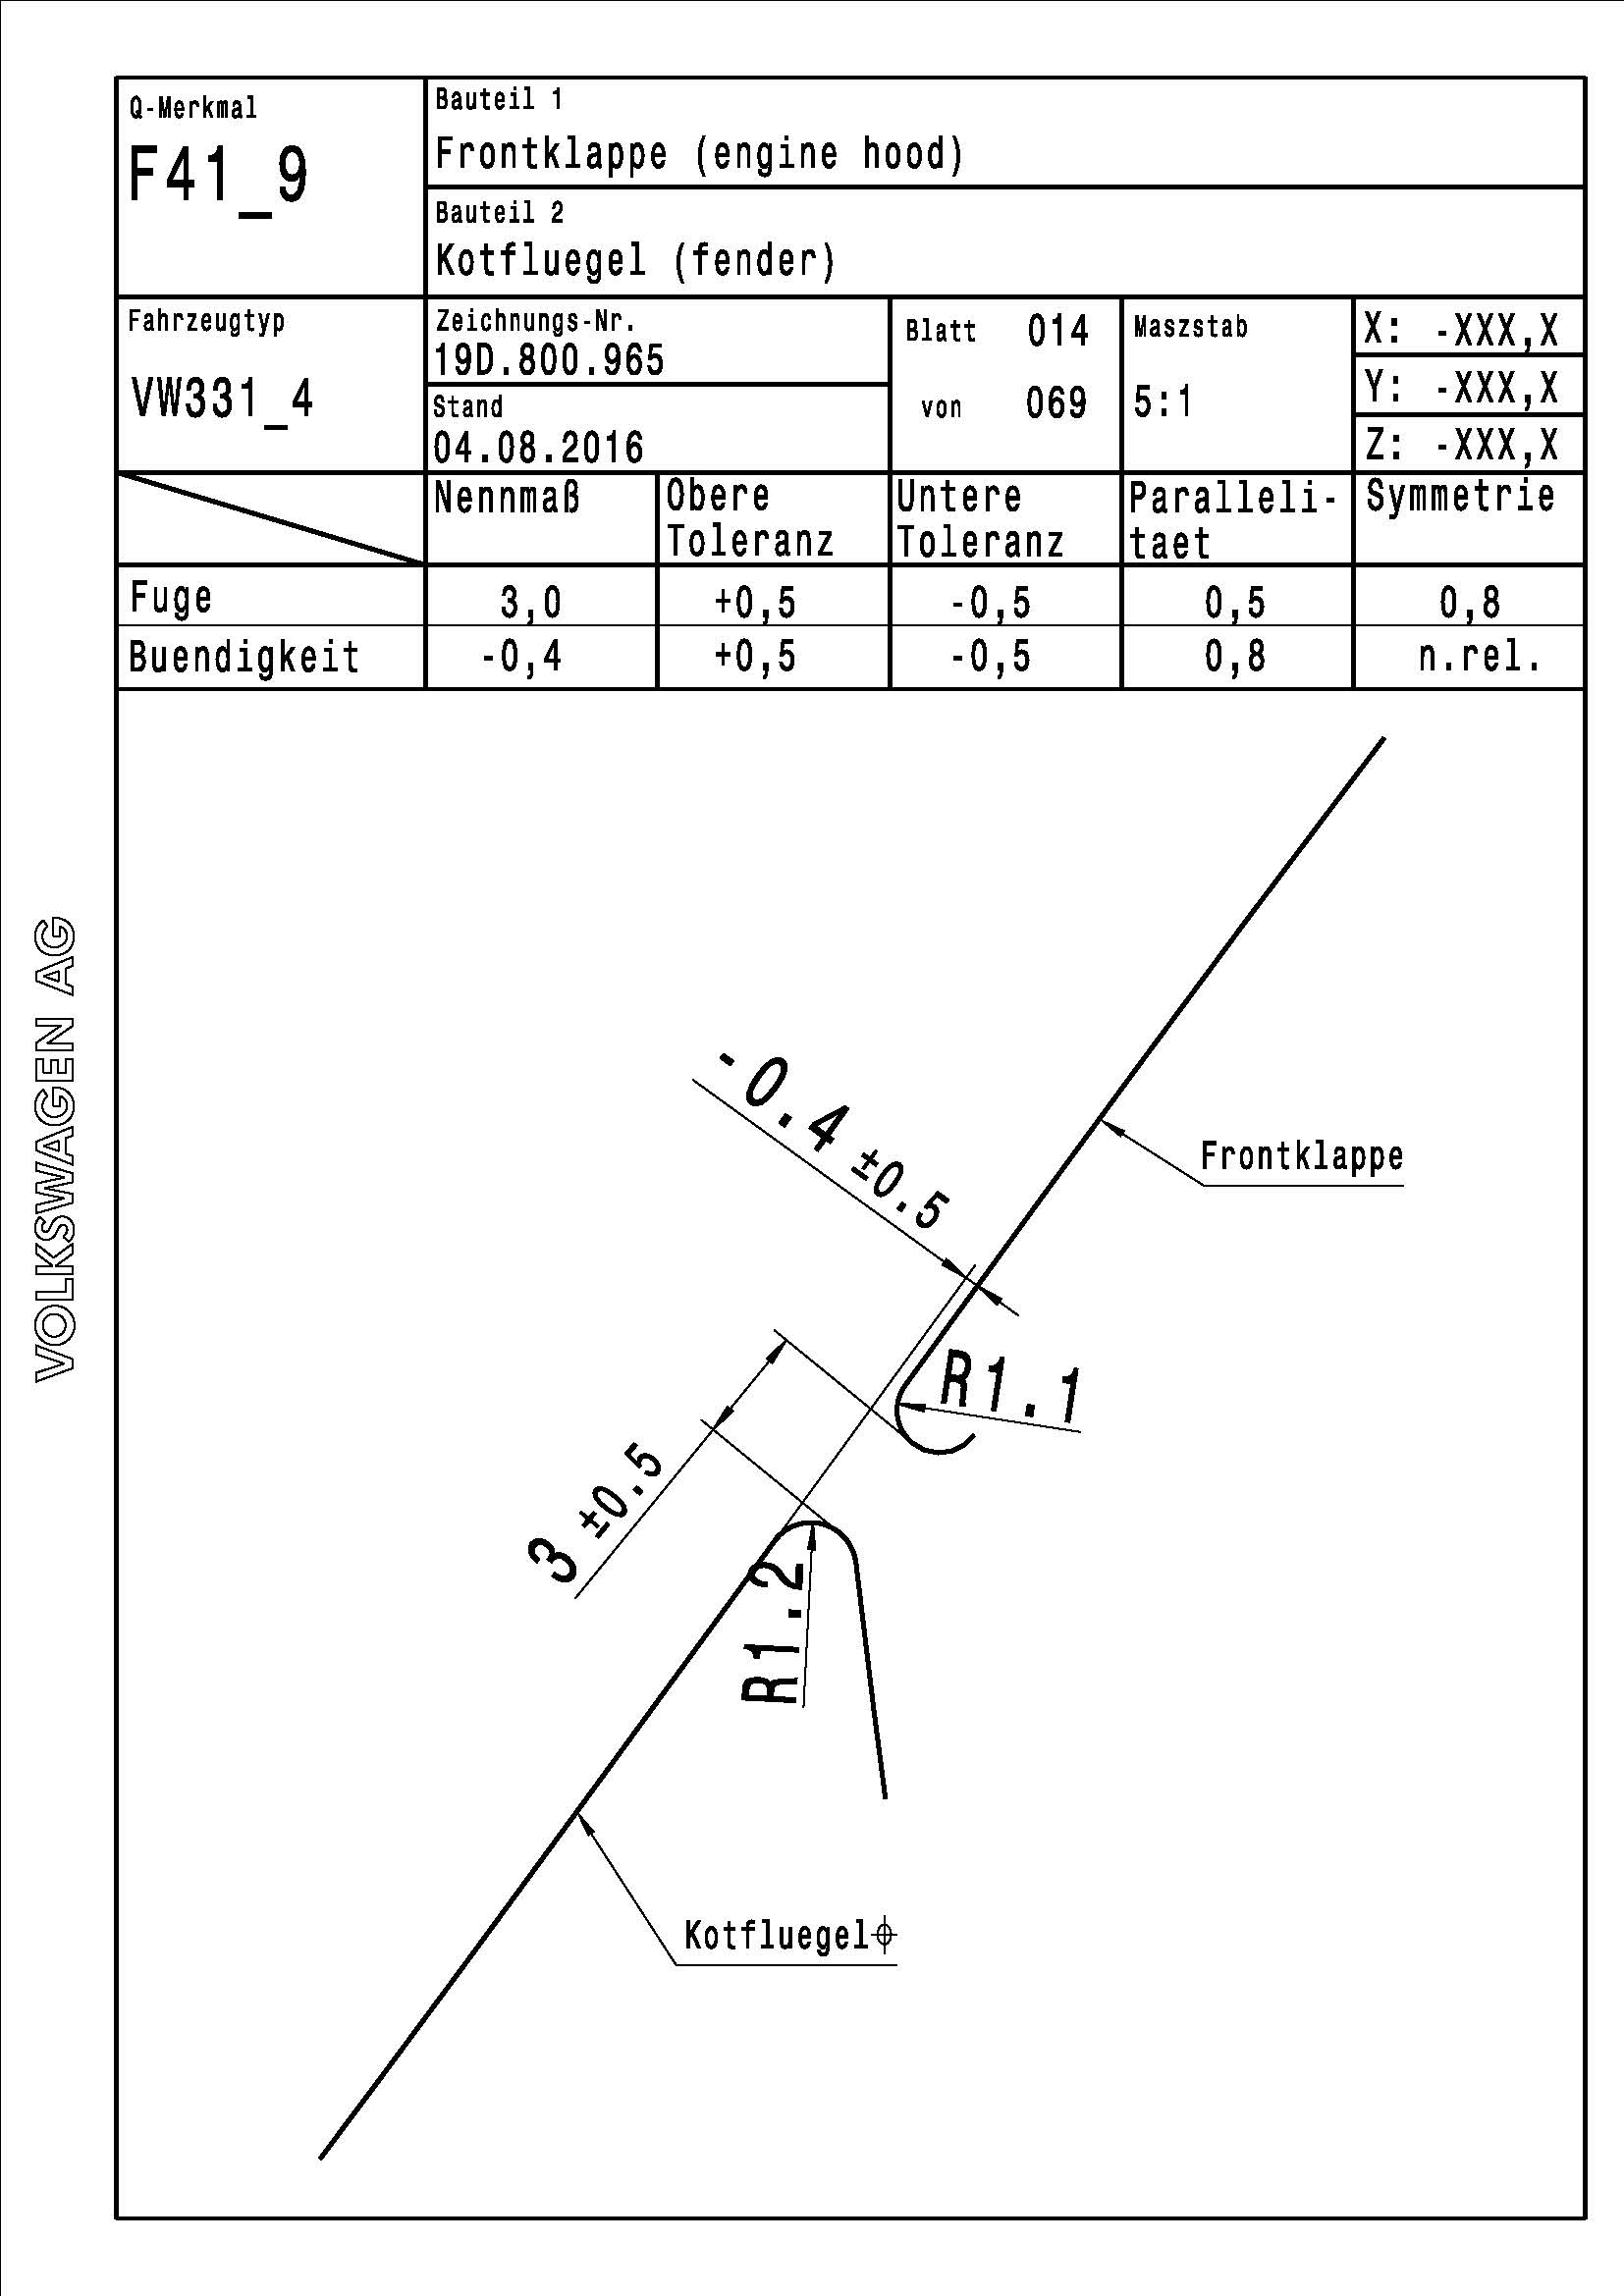 Q-Merkmal
F41_9
Bauteil 1
Frontklappe (engine hood)
Bauteil 2
Kotfluegel (fender)
Fahrzeugtyp
VW331_4
Zeichnungs-Nr.
19D.800.965
Stand
04.08.2016
Blatt 014
von 069
Maszstab
5:1
X: -XXX,X
Y: -XXX,X
Z: -XXX,X
Nennmaß
Obere
Toleranz
Untere
Toleranz
Paralleli-
taet
Symmetrie
Fuge 3,0 +0,5 -0,5 0,5 0,8
Buendigkeit -0,4 +0,5 -0,5 0,8 n.rel.
VOLKSWAGEN AG
-0.4 ±0.5
Frontklappe
R1.1
3 ±0.5
R1.2
Kotfluegel